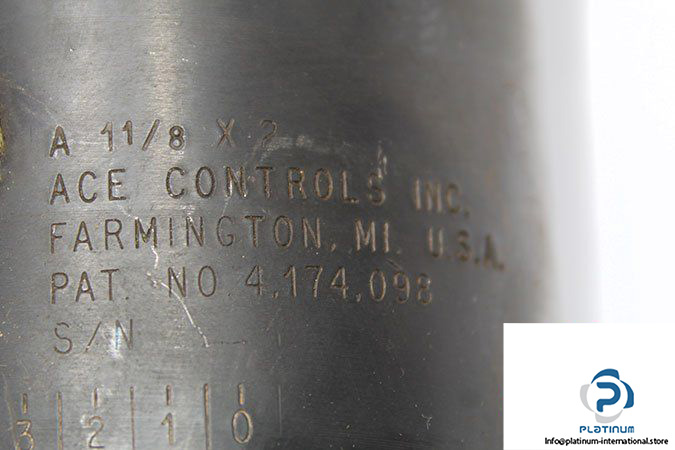 A 11/8 X 2
ACE CONTROLS INC.
FARMINGTON, MI. U.S.A.
PAT. NO. 4,174,098
S/N
3 2 1 0
PLATINUM
Info@platinum-international.store